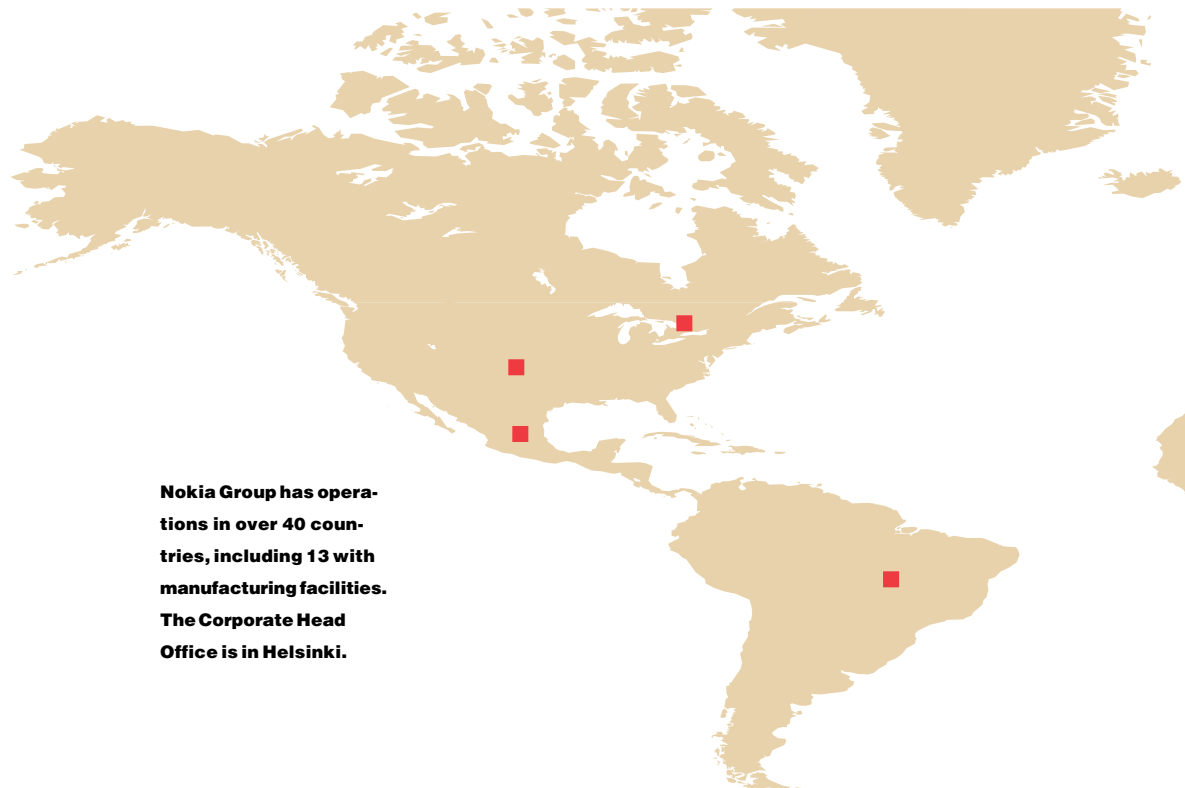 Nokia Group has opera-
tions in over 40 coun-
tries, including 13 with
manufacturing facilities.
The Corporate Head
Office is in Helsinki.